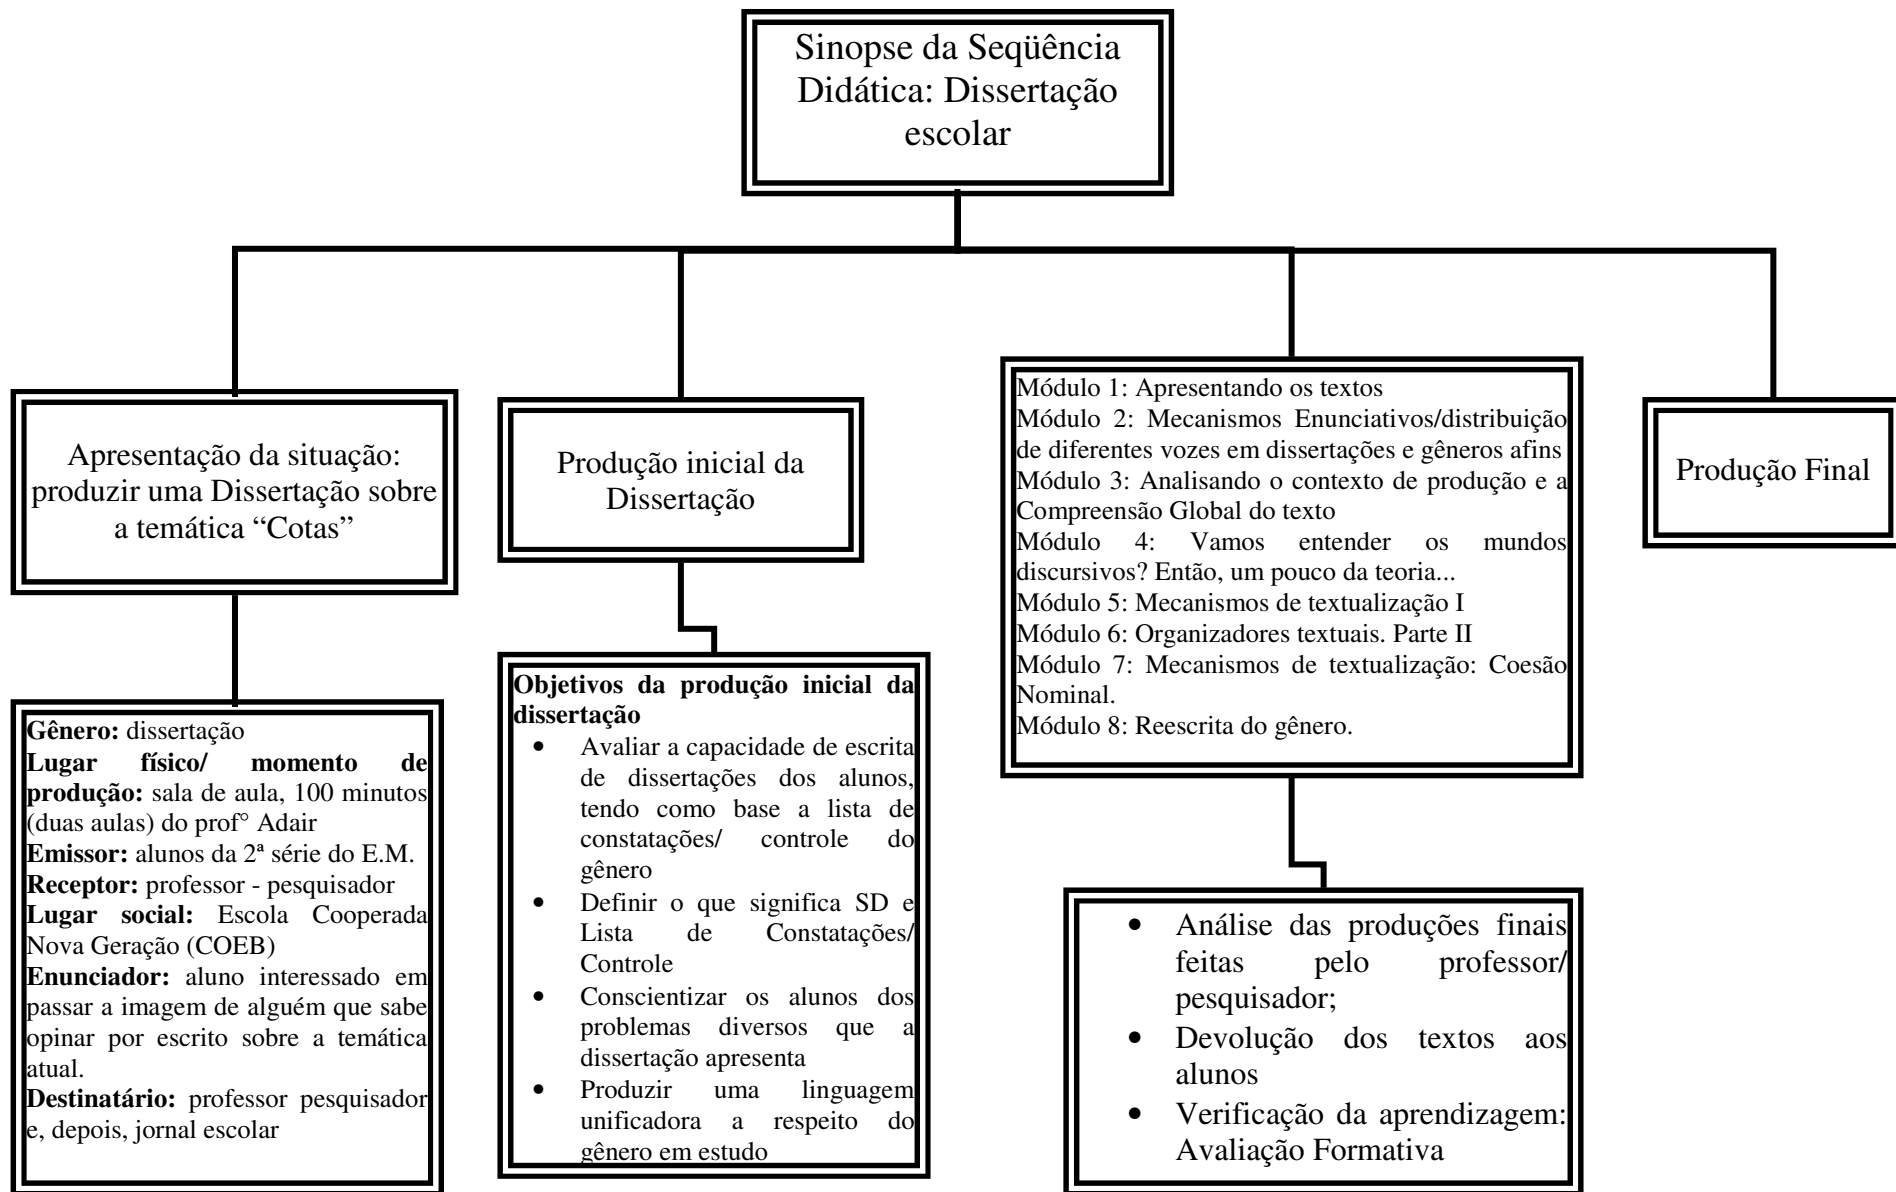 Sinopse da Seqüência
Didática: Dissertação
escolar
Apresentação da situação:
produzir uma Dissertação sobre
a temática “Cotas”
Produção inicial da
Dissertação
Módulo 1: Apresentando os textos
Módulo 2: Mecanismos Enunciativos/distribuição
de diferentes vozes em dissertações e gêneros afins
Módulo 3: Analisando o contexto de produção e a
Compreensão Global do texto
Módulo 4: Vamos entender os mundos
discursivos? Então, um pouco da teoria...
Módulo 5: Mecanismos de textualização I
Módulo 6: Organizadores textuais. Parte II
Módulo 7: Mecanismos de textualização: Coesão
Nominal.
Módulo 8: Reescrita do gênero.
Produção Final
Gênero: dissertação
Lugar físico/ momento de
produção: sala de aula, 100 minutos
(duas aulas) do prof° Adair
Emissor: alunos da 2ª série do E.M.
Receptor: professor - pesquisador
Lugar social: Escola Cooperada
Nova Geração (COEB)
Enunciador: aluno interessado em
passar a imagem de alguém que sabe
opinar por escrito sobre a temática
atual.
Destinatário: professor pesquisador
e, depois, jornal escolar
Objetivos da produção inicial da
dissertação
• Avaliar a capacidade de escrita
de dissertações dos alunos,
tendo como base a lista de
constatações/ controle do
gênero
• Definir o que significa SD e
Lista de Constatações/
Controle
• Conscientizar os alunos dos
problemas diversos que a
dissertação apresenta
• Produzir uma linguagem
unificadora a respeito do
gênero em estudo
• Análise das produções finais
feitas pelo professor/
pesquisador;
• Devolução dos textos aos
alunos
• Verificação da aprendizagem:
Avaliação Formativa